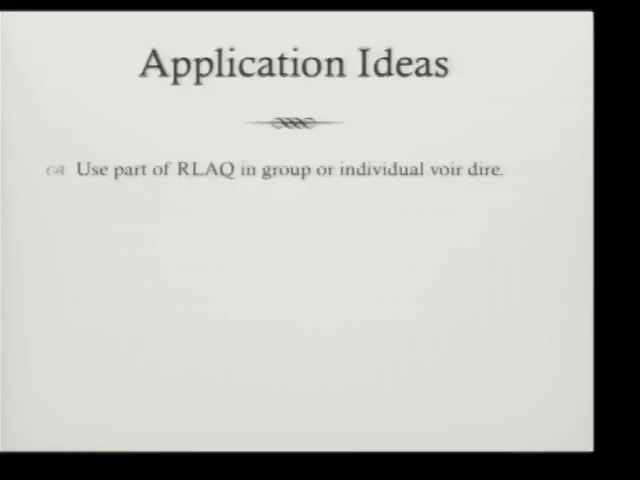 Application Ideas
Use part of RLAQ in group or individual voir dire.